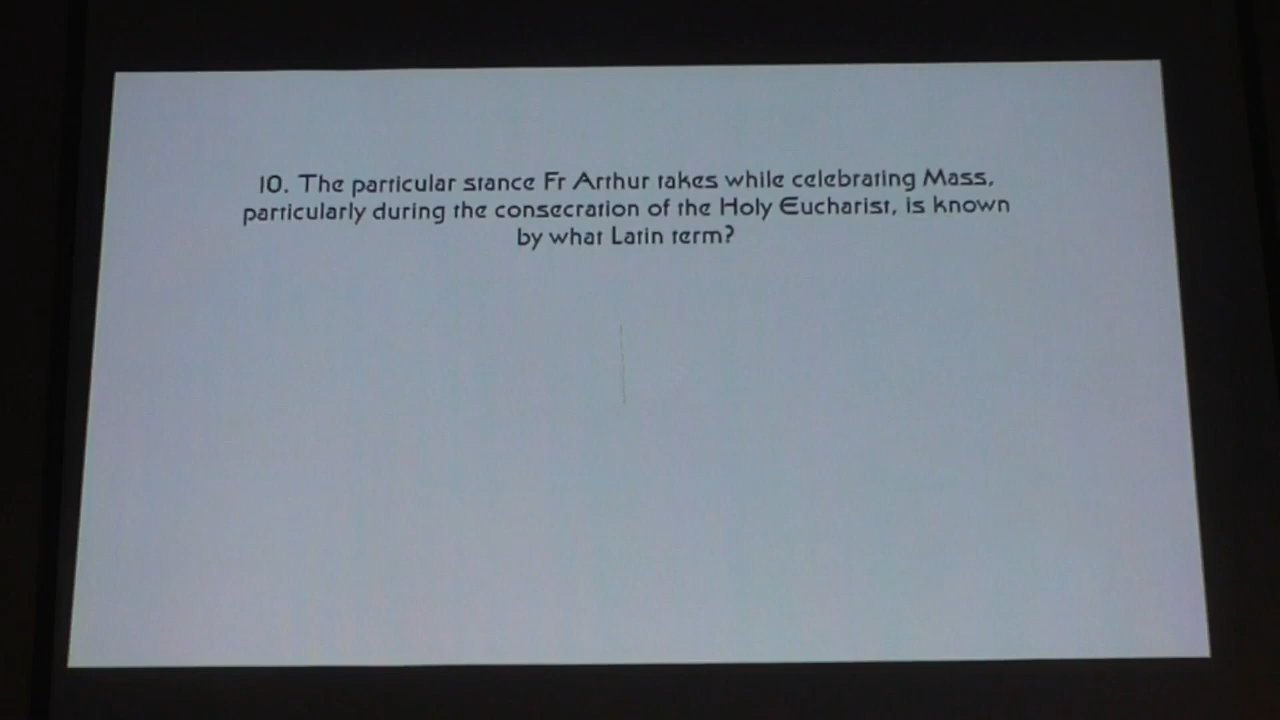 10. The particular stance Fr Arthur takes while celebrating Mass,
particularly during the consecration of the Holy Eucharist, is known
by what Latin term?